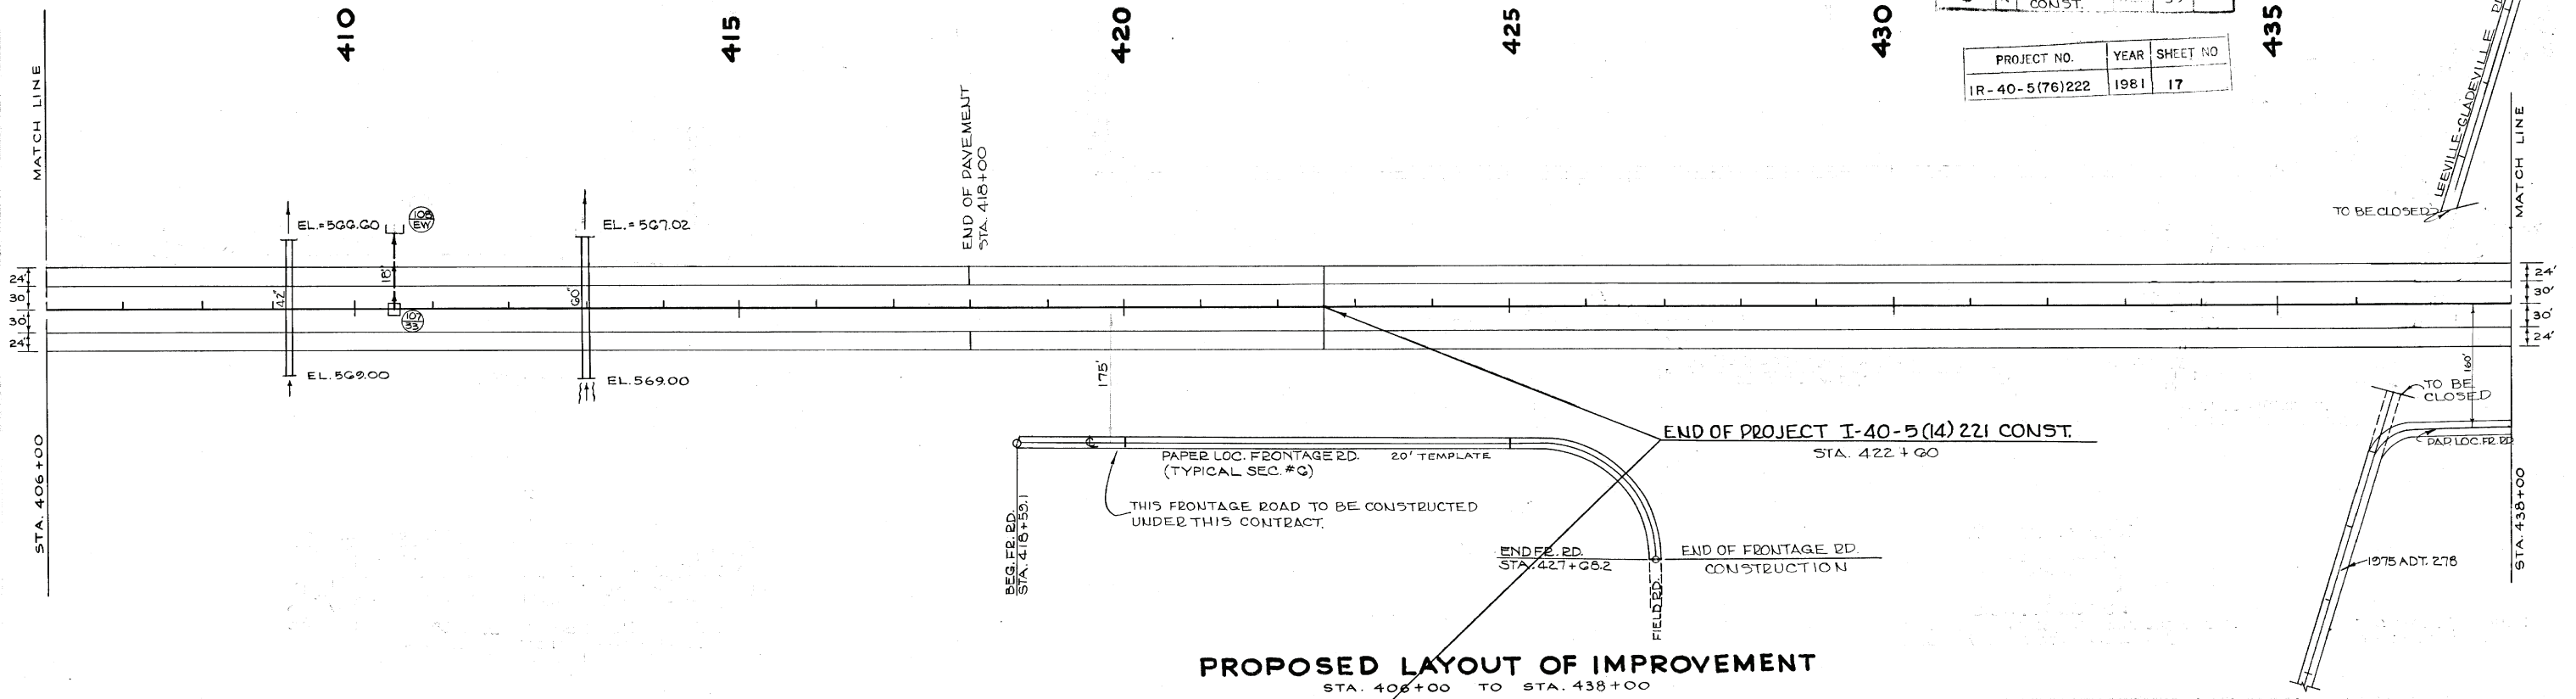 410
415
420
425
430
435
CONST.
PROJECT NO. YEAR SHEET NO
IR-40-5(76)222 1981 17
MATCH LINE
STA. 406+00
24'
30'
30'
24'
EL.=566.60
42"
EL.569.00
108
EW
18"
107
33
EL.=567.02
60"
EL.569.00
END OF PAVEMENT
STA. 418+00
175'
PAPER LOC. FRONTAGE RD. 20' TEMPLATE
(TYPICAL SEC. #6)
THIS FRONTAGE ROAD TO BE CONSTRUCTED
UNDER THIS CONTRACT.
BEG. FR. RD.
STA. 418+59.1
END FR. RD.
STA. 427+68.2
END OF FRONTAGE RD.
CONSTRUCTION
FIELD RD.
END OF PROJECT I-40-5(14) 221 CONST.
STA. 422+60
LEEVILLE-GLADEVILLE
TO BE CLOSED
MATCH LINE
24'
30'
30'
24'
160'
TO BE
CLOSED
PAP. LOC. FR. RD
1975 ADT. 278
STA. 438+00
PROPOSED LAYOUT OF IMPROVEMENT
STA. 406+00 TO STA. 438+00